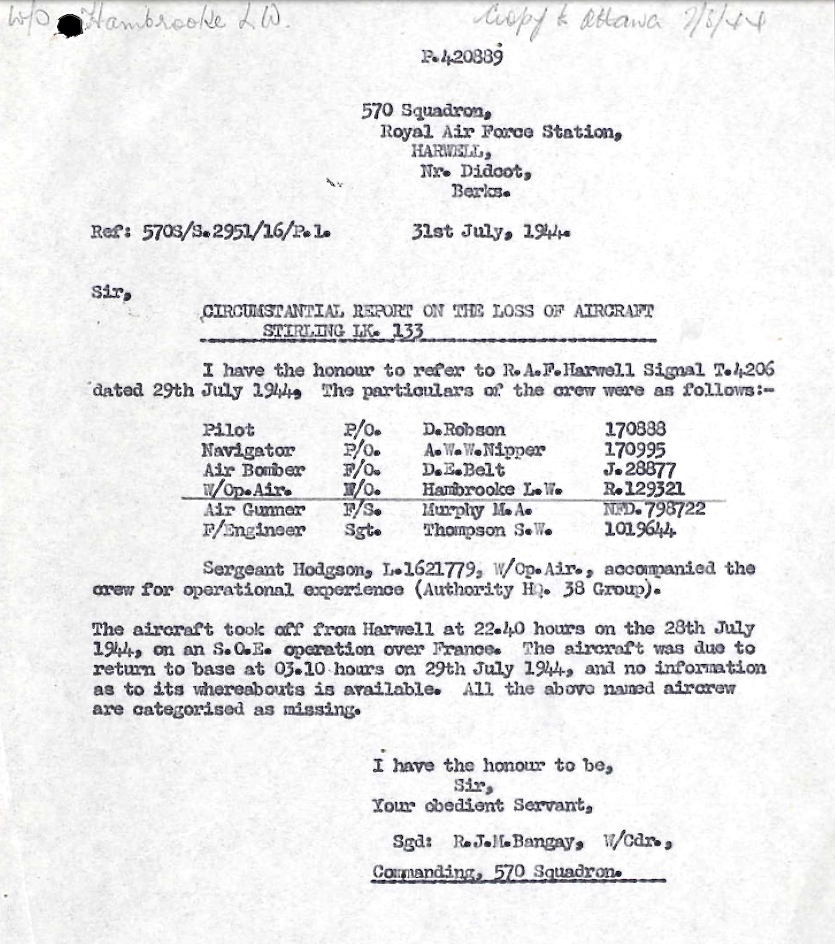 W/O Hambrooke L.W.
Copy to Ottawa 7/8/44
P.420889
570 Squadron,
Royal Air Force Station,
HARWELL,
Nr. Didcot,
Berks.
Ref: 570S/S.2951/16/P.1.
31st July, 1944.
Sir,
CIRCUMSTANTIAL REPORT ON THE LOSS OF AIRCRAFT
STIRLING LK. 133
I have the honour to refer to R.A.F.Harwell Signal T.4206
dated 29th July 1944, The particulars of the crew were as follows:-
Pilot P/O. D.Robson 170888
Navigator P/O. A.W.W.Nipper 170995
Air Bomber F/O. D.E.Belt J.28877
W/Op.Air. W/O. Hambrooke L.W. R.129321
Air Gunner F/S. Murphy M.A. NFD. 798722
F/Engineer Sgt. Thompson S.W. 1019644
Sergeant Hodgson, L.1621779, W/Op.Air., accompanied the
crew for operational experience (Authority HQ. 38 Group).
The aircraft took off from Harwell at 22.40 hours on the 28th July
1944, on an S.O.E. operation over France. The aircraft was due to
return to base at 03.10 hours on 29th July 1944, and no information
as to its whereabouts is available. All the above named aircrew
are categorised as missing.
I have the honour to be,
Sir,
Your obedient Servant,
Sgd: R.J.M.Bangay, W/Cdr.,
Commanding, 570 Squadron.